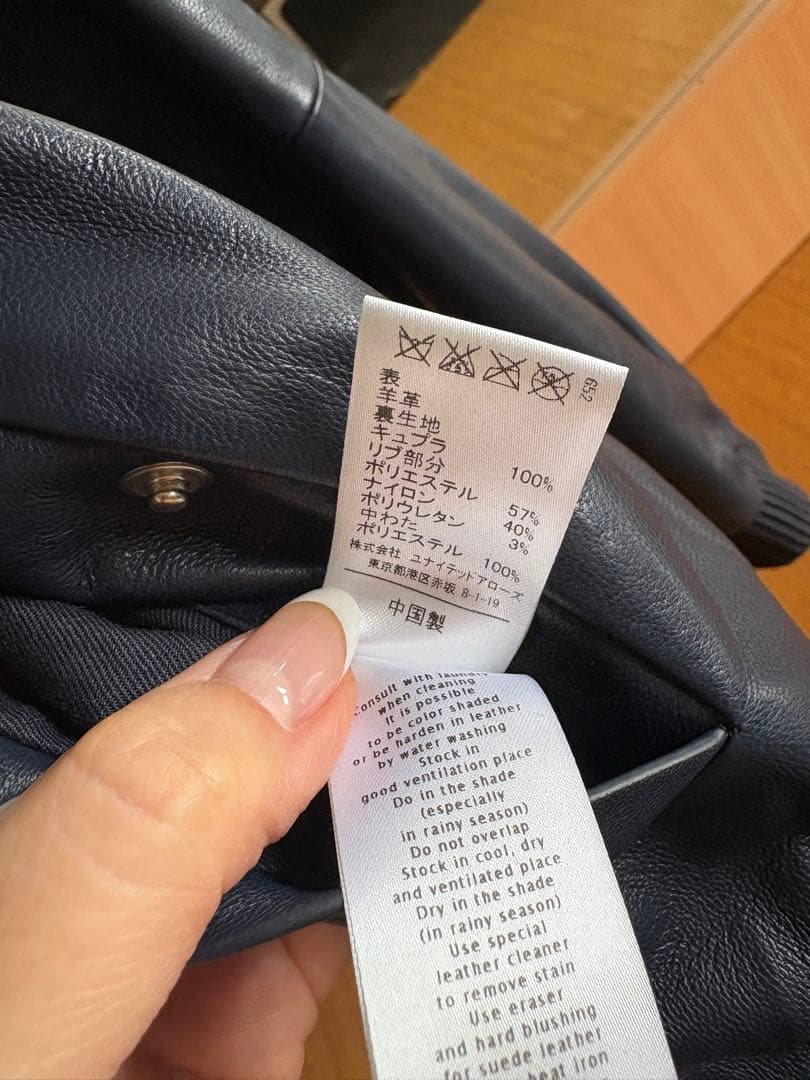 652
表
羊革
裏生地
キュプラ 100%
リブ部分
ポリエステル 57%
ナイロン 40%
ポリウレタン 3%
中わた
ポリエステル 100%
株式会社 ユナイテッドアローズ
東京都港区赤坂 8-1-19
中国製
consult with laundry
when cleaning
it is possible
to be color shaded
or be harden in leather
by water washing
Stock in
good ventilation place
Do in the shade
(especially
in rainy season)
Do not overlap
Stock in cool, dry
and ventilated place
Dry in the shade
(in rainy season)
Use special
leather cleaner
to remove stain
Use eraser
and hard blushing
for suede leather
heat iron